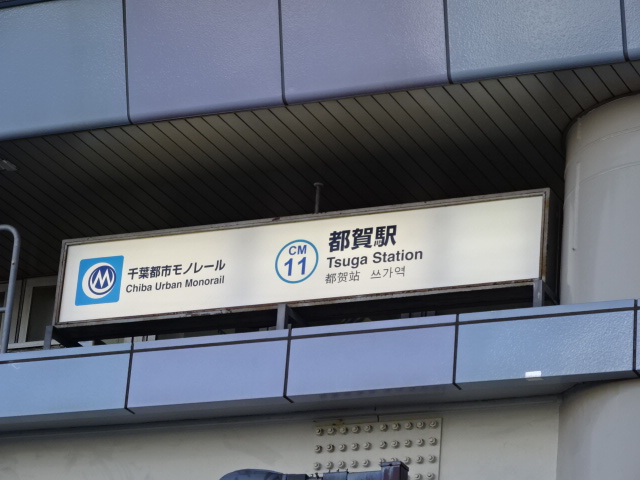 千葉都市モノレール
Chiba Urban Monorail
CM
11
都賀駅
Tsuga Station
都贺站 쓰가역